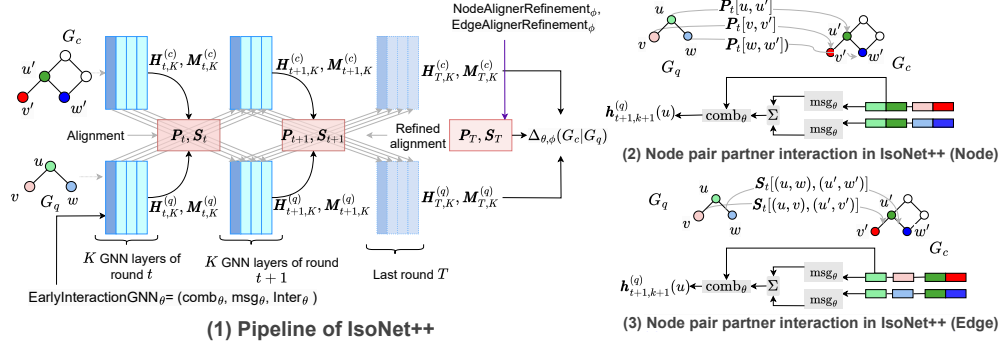 NodeAlignerRefinement_ϕ,
EdgeAlignerRefinement_ϕ
G_c
u'
v'
w'
H^{(c)}_{t,K}, M^{(c)}_{t,K}
H^{(c)}_{t+1,K}, M^{(c)}_{t+1,K}
H^{(c)}_{T,K}, M^{(c)}_{T,K}
Alignment
P_t, S_t
P_{t+1}, S_{t+1}
Refined
alignment
P_T, S_T
Δ_{θ,ϕ}(G_c|G_q)
u
v
w
G_q
H^{(q)}_{t,K}, M^{(q)}_{t,K}
H^{(q)}_{t+1,K}, M^{(q)}_{t+1,K}
H^{(q)}_{T,K}, M^{(q)}_{T,K}
K GNN layers of
round t
K GNN layers of round
t + 1
Last round T
EarlyInteractionGNN_θ= (comb_θ, msg_θ, Inter_θ )
(1) Pipeline of IsoNet++
u
v
w
G_q
P_t[u, u']
P_t[v, v']
P_t[w, w'])
u'
v'
w'
G_c
h^{(q)}_{t+1,k+1}(u)
comb_θ
Σ
msg_θ
msg_θ
(2) Node pair partner interaction in IsoNet++ (Node)
G_q
u
v
w
S_t[(u, w), (u', w')]
S_t[(u, v), (u', v')]
u'
v'
w'
G_c
h^{(q)}_{t+1,k+1}(u)
comb_θ
Σ
msg_θ
msg_θ
(3) Node pair partner interaction in IsoNet++ (Edge)